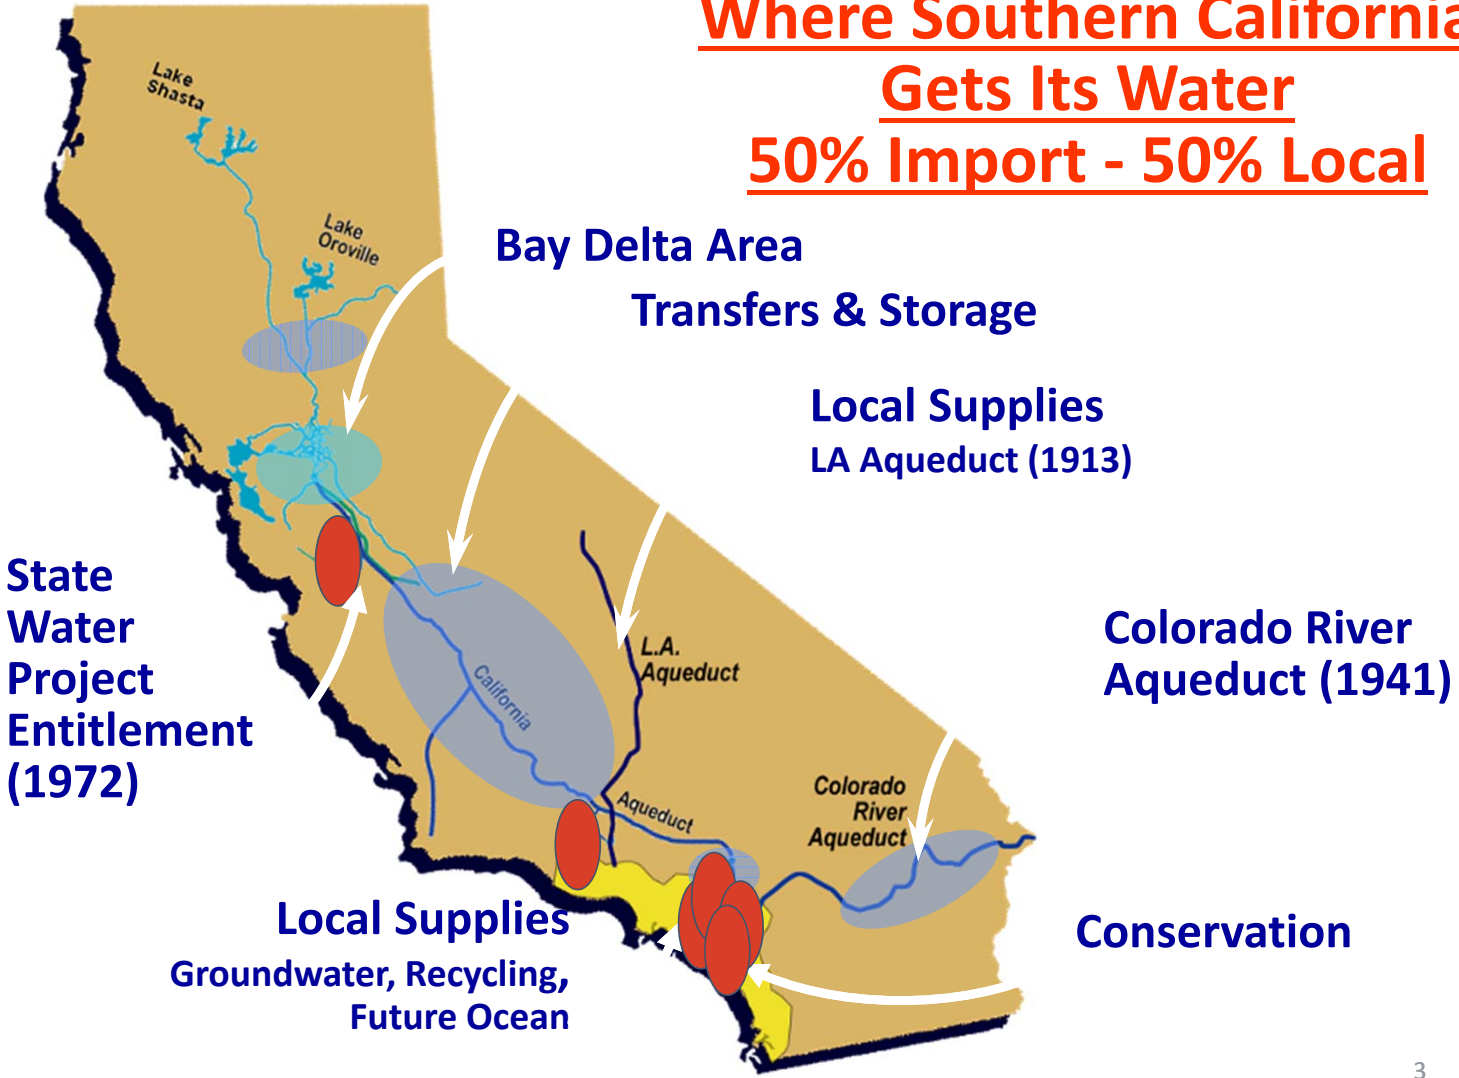 Where Southern California
Gets Its Water
50% Import - 50% Local
Lake
Shasta
Lake
Oroville
Bay Delta Area
Transfers & Storage
Local Supplies
LA Aqueduct (1913)
State
Water
Project
Entitlement
(1972)
L.A.
Aqueduct
California
Aqueduct
Colorado River
Aqueduct (1941)
Colorado
River
Aqueduct
Local Supplies
Groundwater, Recycling,
Future Ocean
Conservation
3